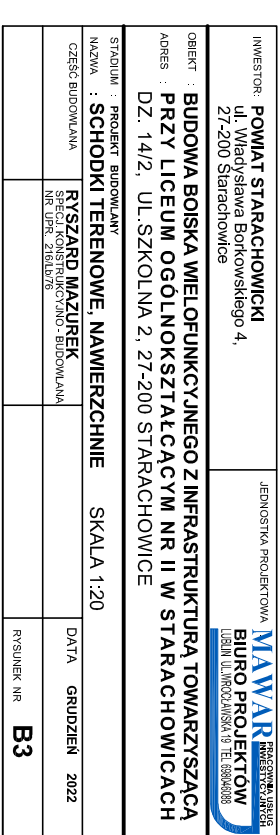 INWESTOR: POWIAT STARACHOWICKI
ul. Władysława Borkowskiego 4,
27-200 Starachowice
JEDNOSTKA PROJEKTOWA
MAWAR PRACOWNIA USŁUG
INWESTYCYJNYCH
BIURO PROJEKTÓW
LUBLIN UL.WROCŁAWSKA 19 TEL. 698046088
OBIEKT : BUDOWA BOISKA WIELOFUNKCYJNEGO Z INFRASTRUKTURĄ TOWARZYSZĄCĄ
ADRES : PRZY LICEUM OGÓLNOKSZTAŁCĄCYM NR II W STARACHOWICACH
DZ. 14/2, UL.SZKOLNA 2, 27-200 STARACHOWICE
STADIUM : PROJEKT BUDOWLANY
NAZWA : SCHODKI TERENOWE, NAWIERZCHNIE SKALA 1:20
CZĘŚĆ BUDOWLANA
RYSZARD MAZUREK
SPECJ. KONSTRUKCYJNO - BUDOWLANA
NR UPR. 216/Lb/76
DATA GRUDZIEŃ 2022
RYSUNEK NR B3